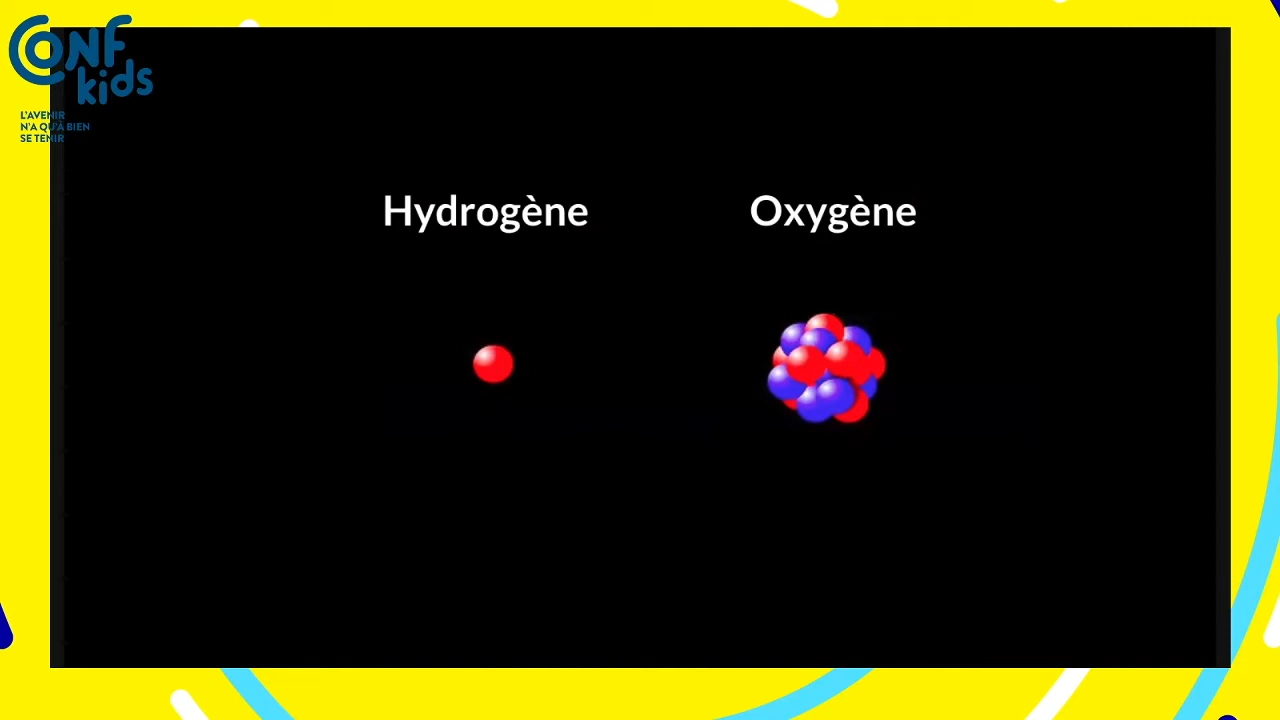 CONF
kids
L'AVENIR
N'A QU'À BIEN
SE TENIR
Hydrogène
Oxygène